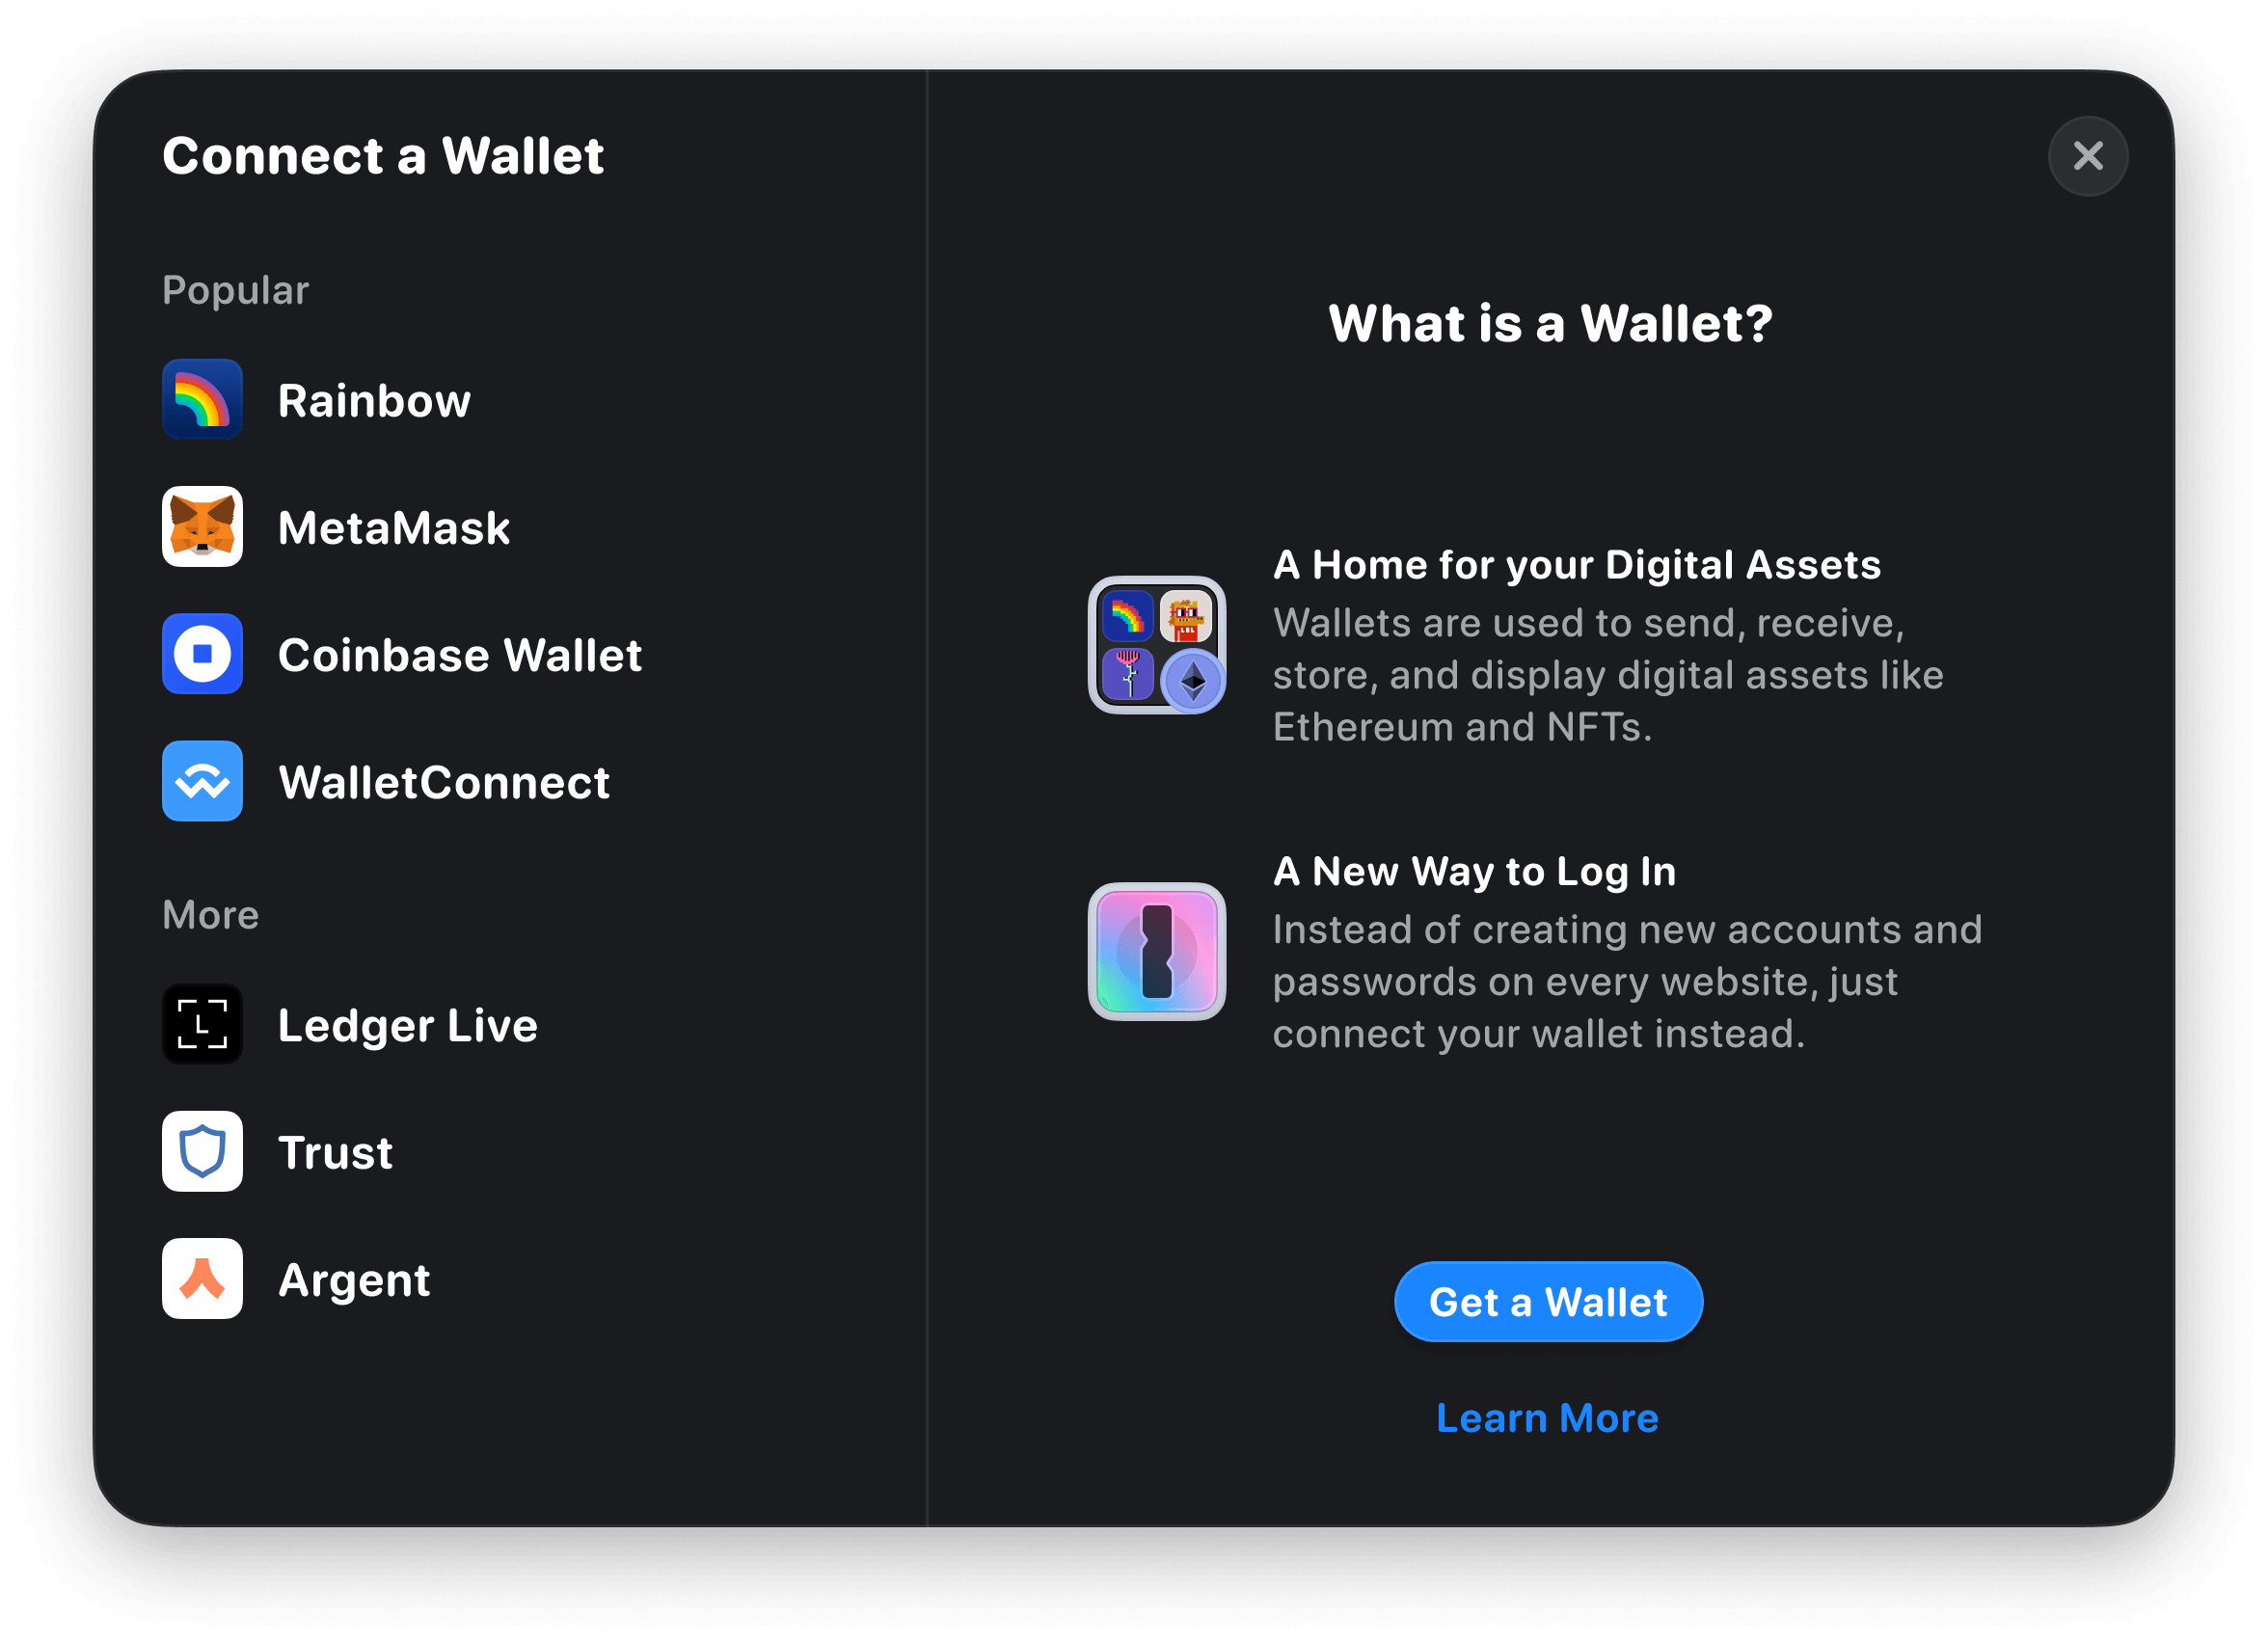 Connect a Wallet
Popular
Rainbow
MetaMask
Coinbase Wallet
WalletConnect
More
L
Ledger Live
Trust
Argent
What is a Wallet?
A Home for your Digital Assets
Wallets are used to send, receive,
store, and display digital assets like
Ethereum and NFTs.
A New Way to Log In
Instead of creating new accounts and
passwords on every website, just
connect your wallet instead.
Get a Wallet
Learn More